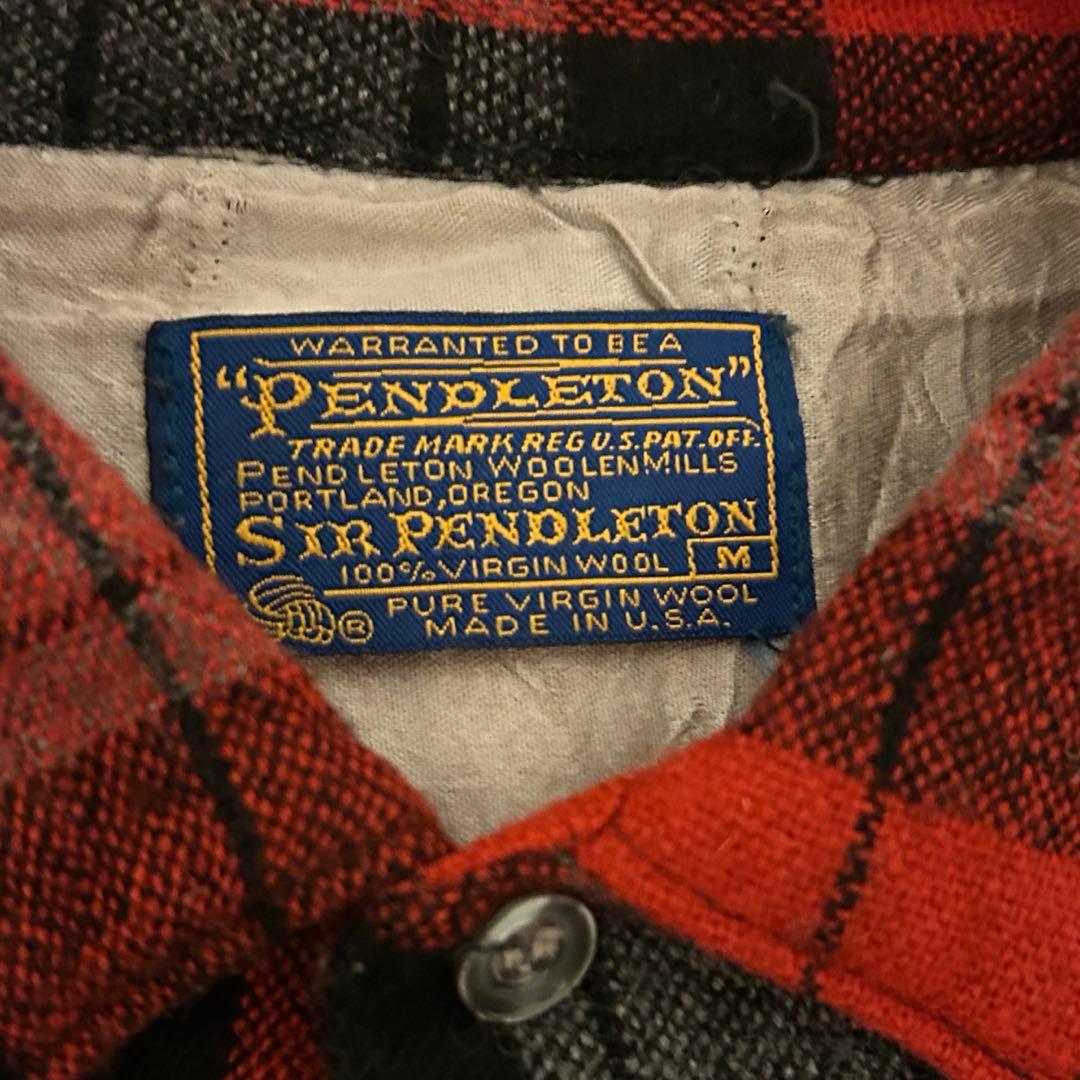 WARRANTED TO BE A
"PENDLETON"
TRADE MARK REG U.S. PAT. OFF.
PENDLETON WOOLEN MILLS
PORTLAND, OREGON
SIR PENDLETON
100% VIRGIN WOOL M
PURE VIRGIN WOOL
® MADE IN U.S.A.